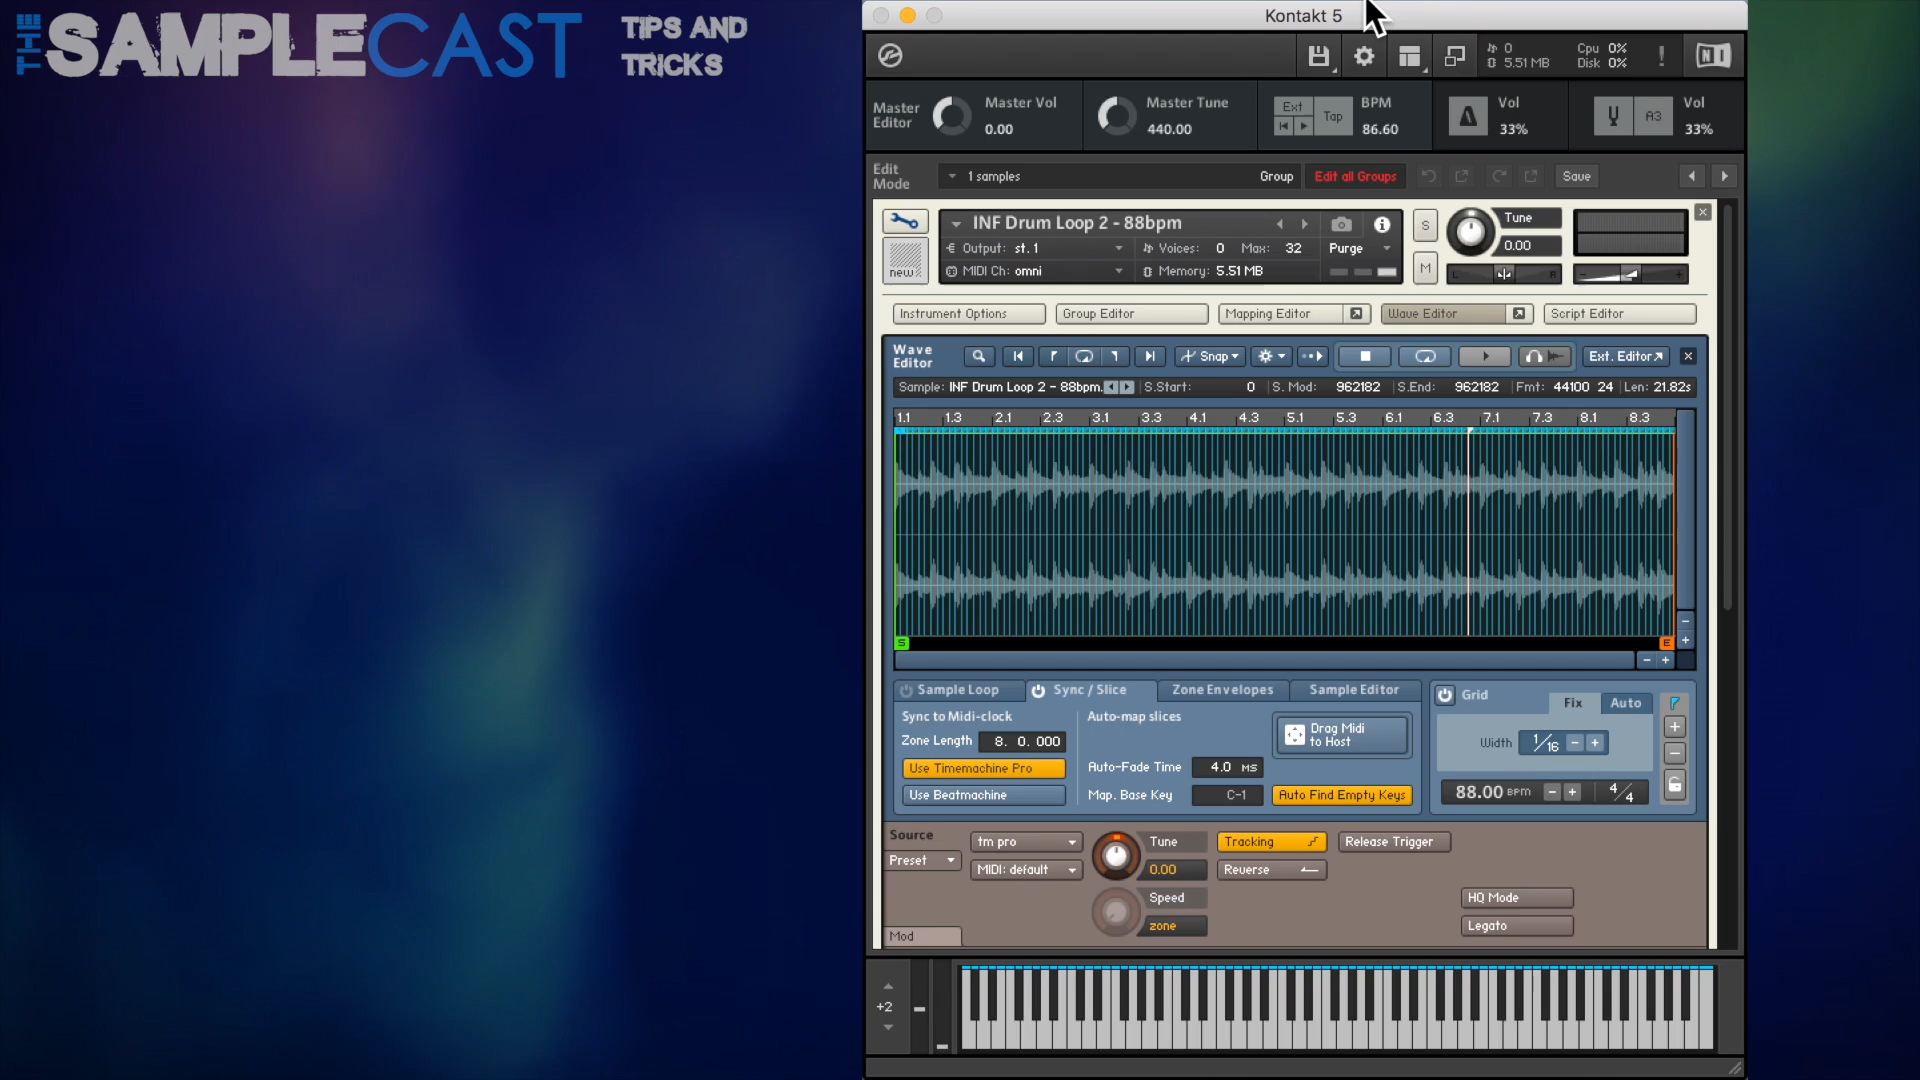 THE SAMPLECAST TIPS AND
TRICKS
Kontakt 5
0
5.51 MB
Cpu 0%
Disk 0%
!
NI
Master
Editor
Master Vol
0.00
Master Tune
440.00
Ext
Tap
BPM
86.60
Vol
33%
A3
Vol
33%
Edit
Mode
1 samples
Group
Edit all Groups
Save
new
INF Drum Loop 2 - 88bpm
Output: st. 1
Voices: 0 Max: 32
Purge
MIDI Ch: omni
Memory: 5.51 MB
S
M
Tune
0.00
L
R
Instrument Options
Group Editor
Mapping Editor
Wave Editor
Script Editor
Wave
Editor
Snap
Ext. Editor
Sample: INF Drum Loop 2 - 88bpm. S.Start: 0 S. Mod: 962182 S.End: 962182 Fmt: 44100 24 Len: 21.82s
1.1 1.3 2.1 2.3 3.1 3.3 4.1 4.3 5.1 5.3 6.1 6.3 7.1 7.3 8.1 8.3
S
E
Sample Loop
Sync / Slice
Zone Envelopes
Sample Editor
Sync to Midi-clock
Zone Length 8. 0. 000
Use Timemachine Pro
Use Beatmachine
Auto-map slices
Drag Midi
to Host
Auto-Fade Time 4.0 MS
Map. Base Key C-1
Auto Find Empty Keys
Grid
Fix
Auto
Width 1/16 - +
88.00 BPM - + 4/4
Source
Preset
tm pro
MIDI: default
Tune
0.00
Speed
zone
Tracking
Reverse
Release Trigger
HQ Mode
Legato
Mod
+2